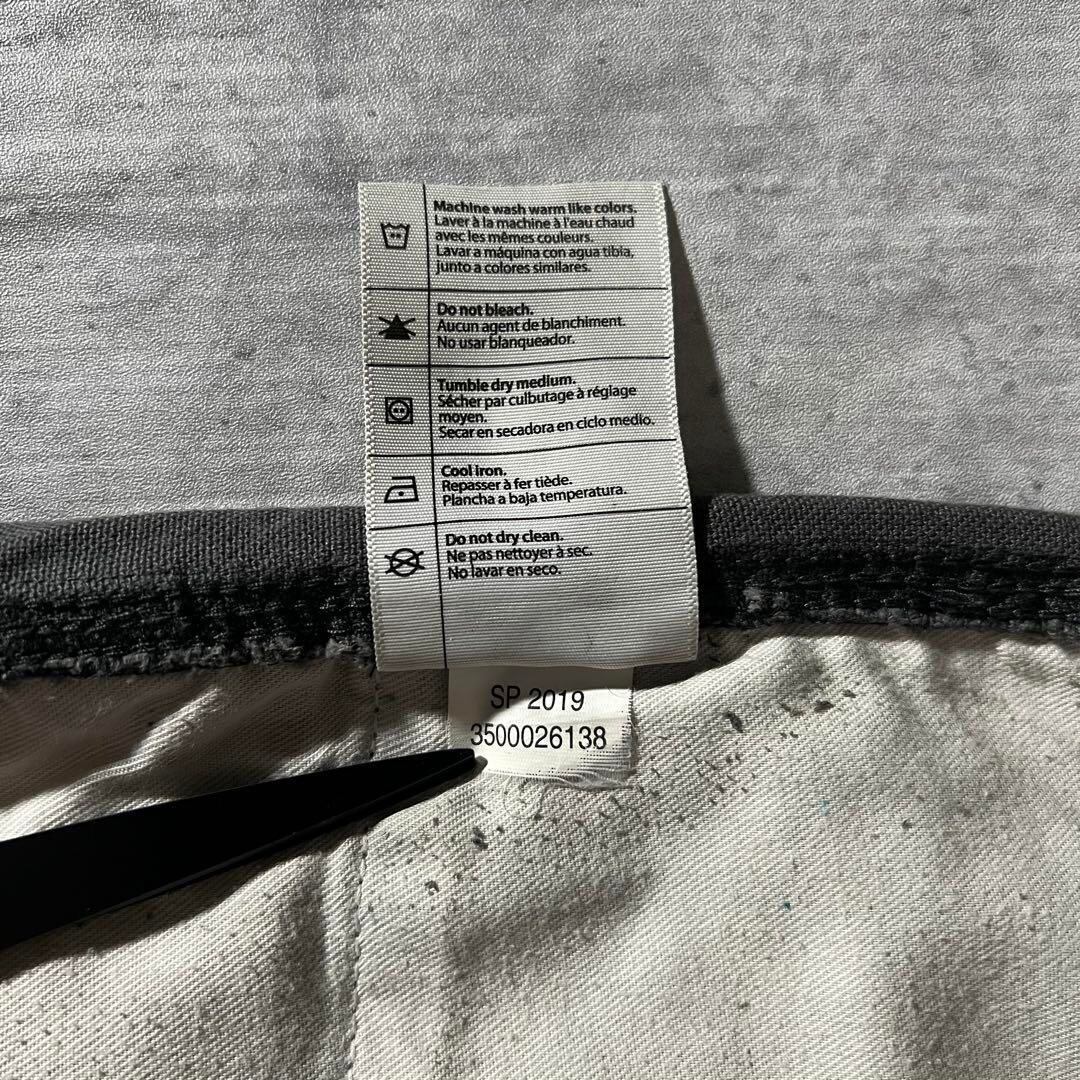 Machine wash warm like colors.
Laver à la machine à l'eau chaud
avec les mêmes couleurs.
Lavar a máquina con agua tibia,
junto a colores similares.
Do not bleach.
Aucun agent de blanchiment.
No usar blanqueador.
Tumble dry medium.
Sécher par culbutage à réglage
moyen.
Secar en secadora en ciclo medio.
Cool iron.
Repasser à fer tiède.
Plancha a baja temperatura.
Do not dry clean.
Ne pas nettoyer à sec.
No lavar en seco.
SP 2019
3500026138